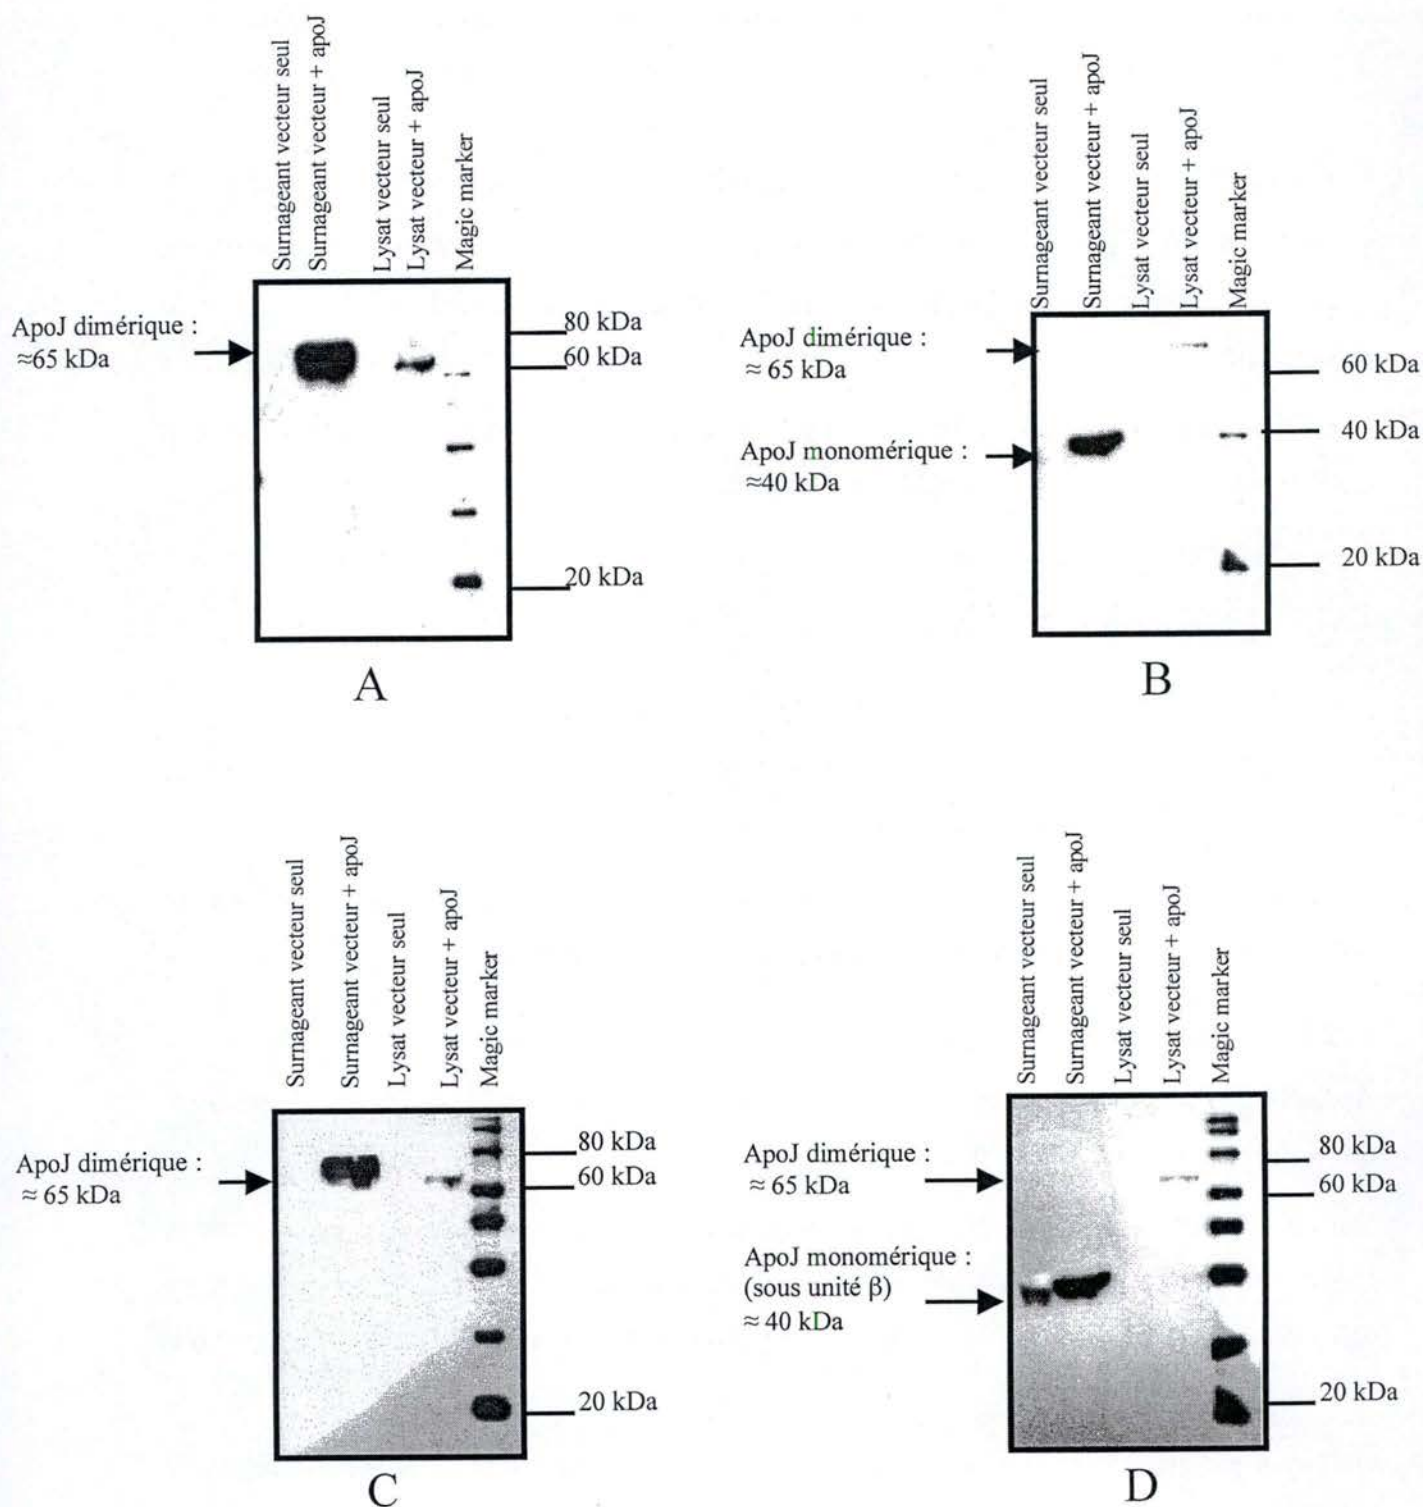 Surnageant vecteur seul
Surnageant vecteur + apoJ
Lysat vecteur seul
Lysat vecteur + apoJ
Magic marker
ApoJ dimérique :
≈65 kDa
80 kDa
60 kDa
20 kDa
A
Surnageant vecteur seul
Surnageant vecteur + apoJ
Lysat vecteur seul
Lysat vecteur + apoJ
Magic marker
ApoJ dimérique :
≈ 65 kDa
ApoJ monomérique :
≈40 kDa
60 kDa
40 kDa
20 kDa
B
Surnageant vecteur seul
Surnageant vecteur + apoJ
Lysat vecteur seul
Lysat vecteur + apoJ
Magic marker
ApoJ dimérique :
≈ 65 kDa
80 kDa
60 kDa
20 kDa
C
Surnageant vecteur seul
Surnageant vecteur + apoJ
Lysat vecteur seul
Lysat vecteur + apoJ
Magic marker
ApoJ dimérique :
≈ 65 kDa
ApoJ monomérique :
(sous unité β)
≈ 40 kDa
80 kDa
60 kDa
20 kDa
D